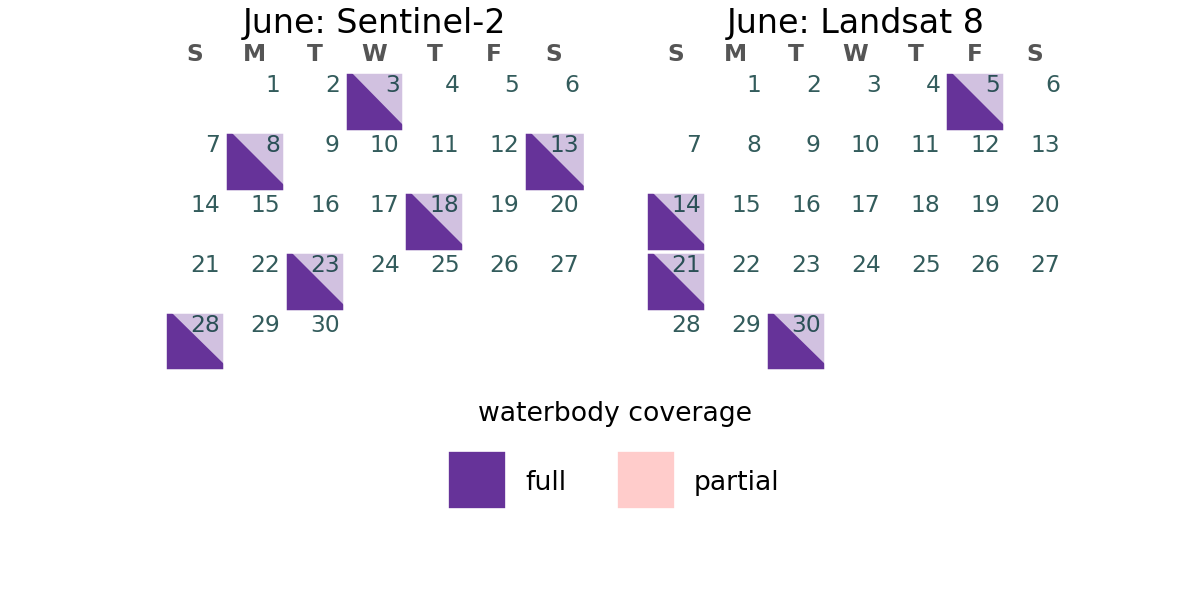 June: Sentinel-2
S M T W T F S
1 2 3 4 5 6
7 8 9 10 11 12 13
14 15 16 17 18 19 20
21 22 23 24 25 26 27
28 29 30
June: Landsat 8
S M T W T F S
1 2 3 4 5 6
7 8 9 10 11 12 13
14 15 16 17 18 19 20
21 22 23 24 25 26 27
28 29 30
waterbody coverage
full partial